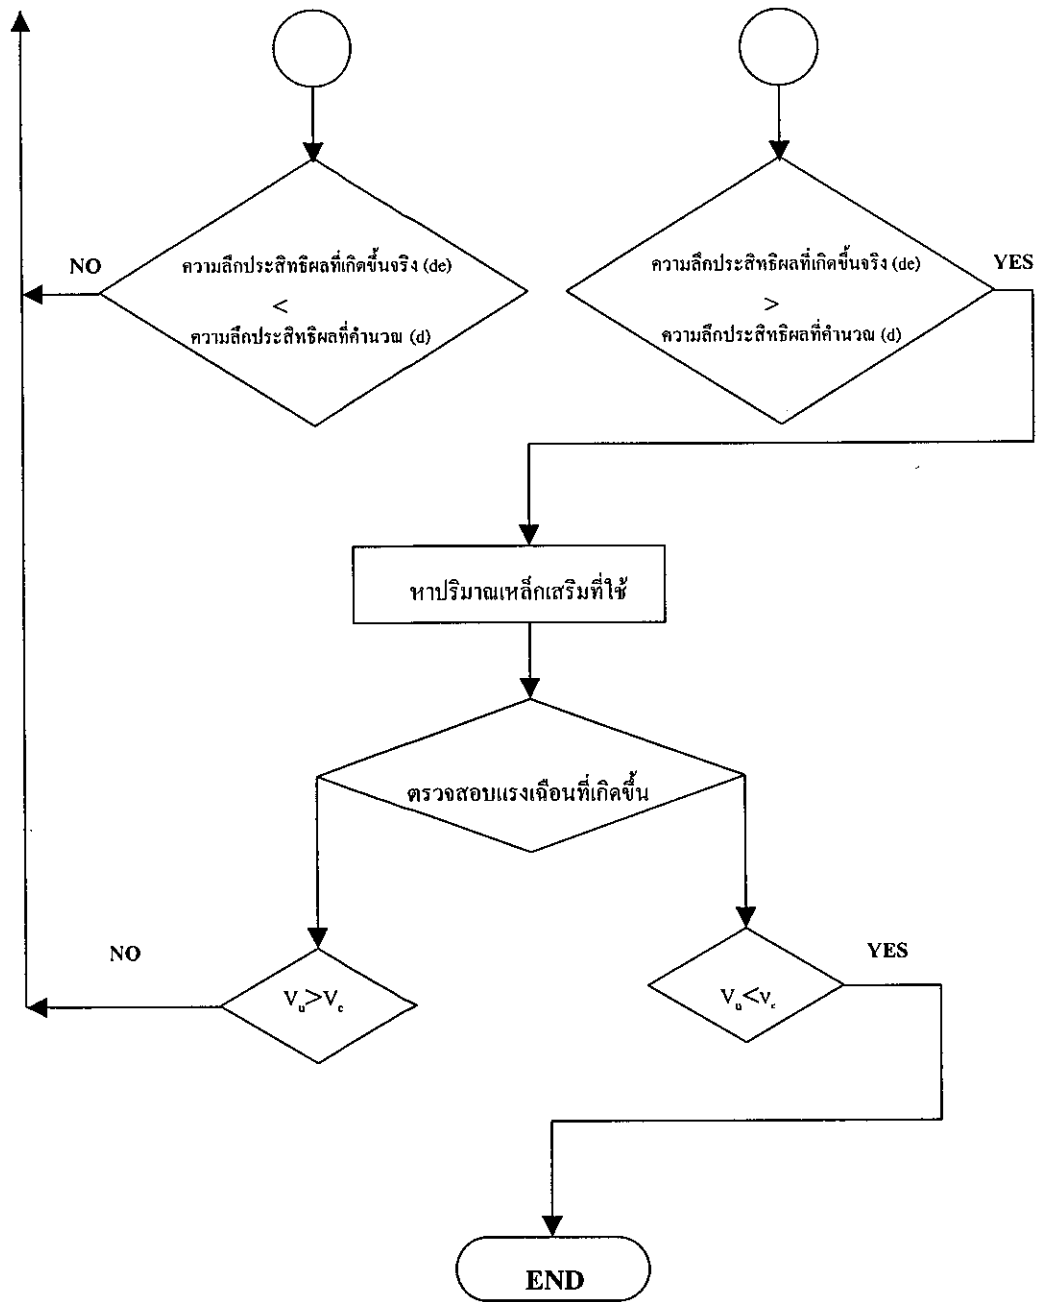 NO
ความลึกประสิทธิผลที่เกิดขึ้นจริง (de)
<
ความลึกประสิทธิผลที่คำนวณ (d)
ความลึกประสิทธิผลที่เกิดขึ้นจริง (de)
>
ความลึกประสิทธิผลที่คำนวณ (d)
YES
หาปริมาณเหล็กเสริมที่ใช้
ตรวจสอบแรงเฉือนที่เกิดขึ้น
NO
Vu>Vc
YES
Vu<vc
END